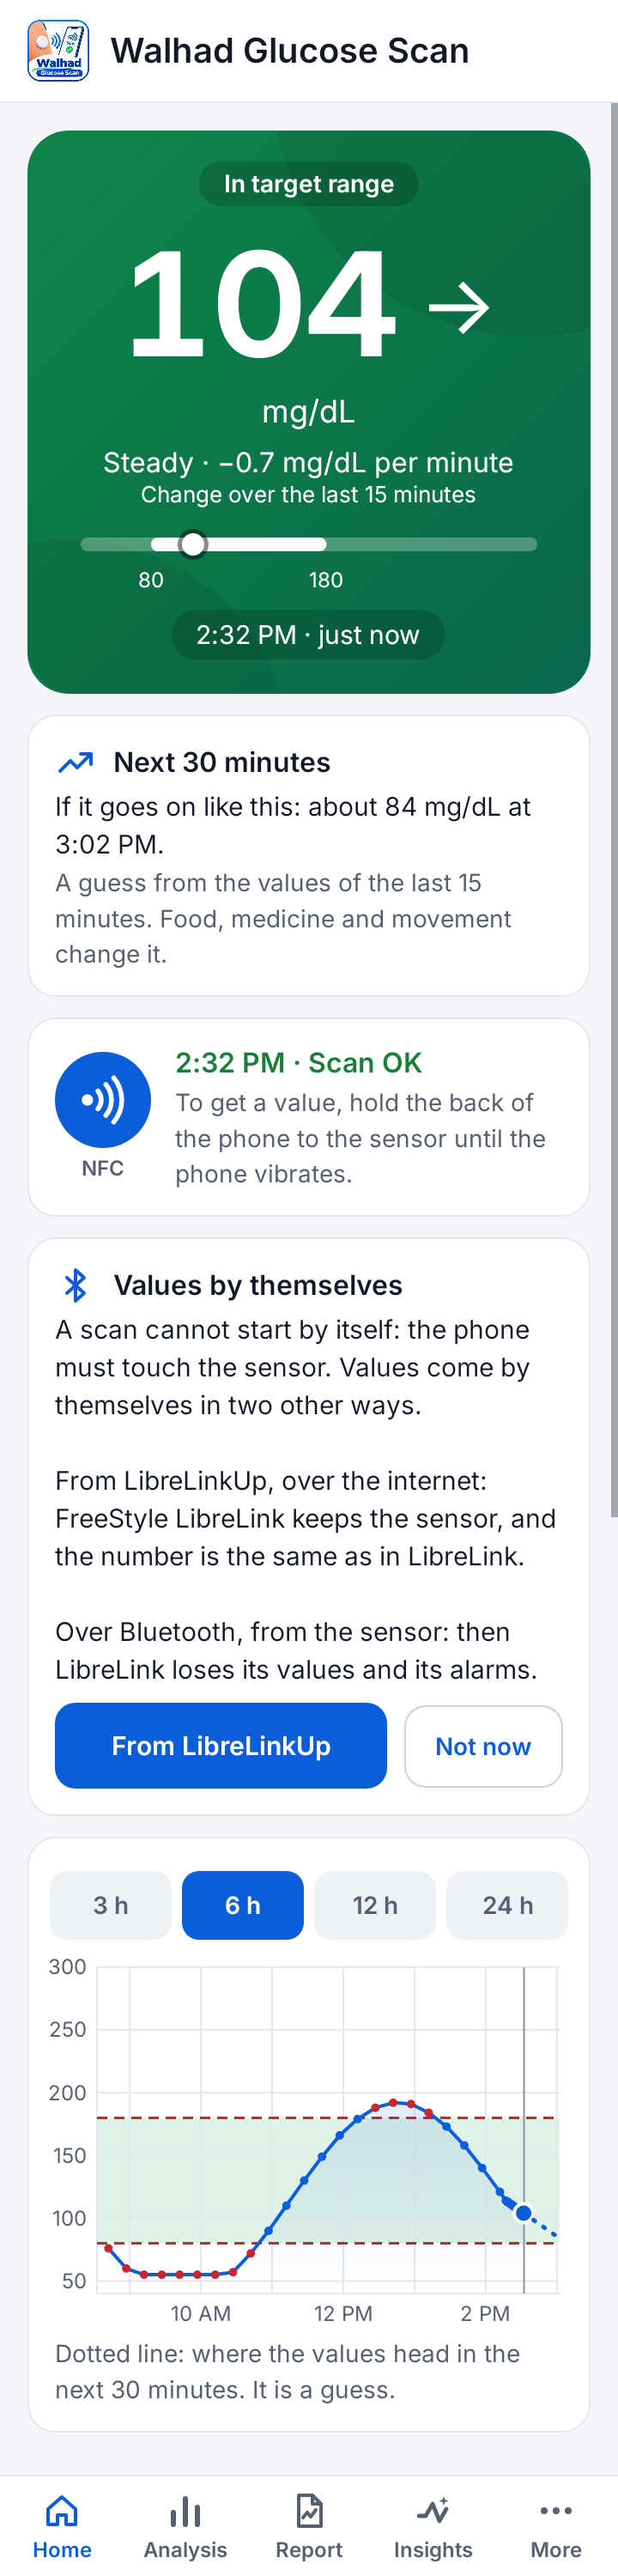 Walhad
Glucose Scan
Walhad Glucose Scan
In target range
104 →
mg/dL
Steady · −0.7 mg/dL per minute
Change over the last 15 minutes
80 180
2:32 PM · just now
Next 30 minutes
If it goes on like this: about 84 mg/dL at
3:02 PM.
A guess from the values of the last 15
minutes. Food, medicine and movement
change it.
NFC
2:32 PM · Scan OK
To get a value, hold the back of
the phone to the sensor until the
phone vibrates.
Values by themselves
A scan cannot start by itself: the phone
must touch the sensor. Values come by
themselves in two other ways.
From LibreLinkUp, over the internet:
FreeStyle LibreLink keeps the sensor, and
the number is the same as in LibreLink.
Over Bluetooth, from the sensor: then
LibreLink loses its values and its alarms.
From LibreLinkUp
Not now
3 h 6 h 12 h 24 h
300
250
200
150
100
50
10 AM 12 PM 2 PM
Dotted line: where the values head in the
next 30 minutes. It is a guess.
Home Analysis Report Insights More